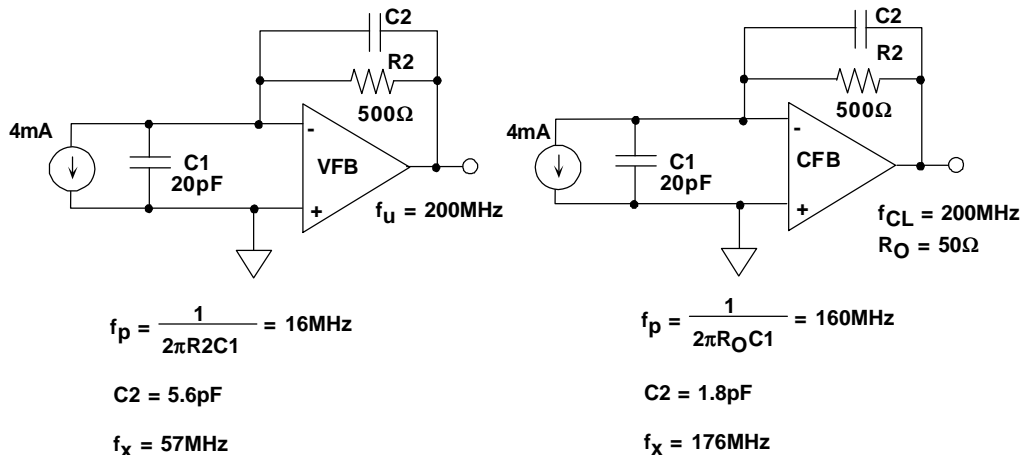 C2
R2
500Ω
4mA
C1
20pF
-
VFB
+
fu = 200MHz
fp = 1 / 2πR2C1 = 16MHz
C2 = 5.6pF
fx = 57MHz
C2
R2
500Ω
4mA
C1
20pF
-
CFB
+
fCL = 200MHz
RO = 50Ω
fp = 1 / 2πROC1 = 160MHz
C2 = 1.8pF
fx = 176MHz